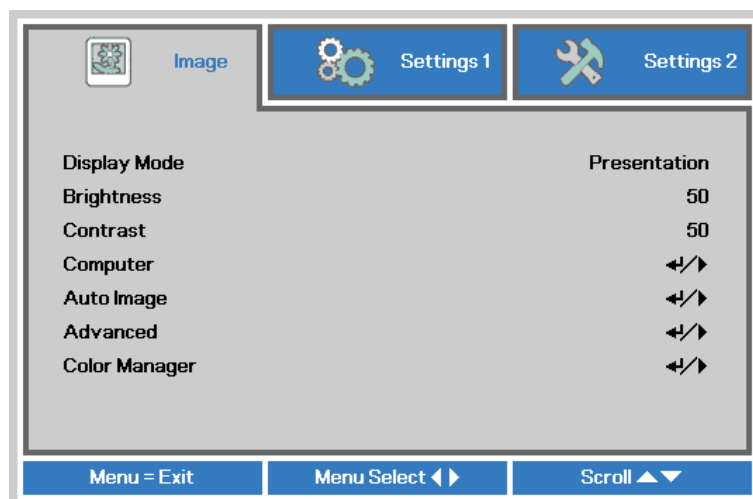 Image
Settings 1
Settings 2
Display Mode Presentation
Brightness 50
Contrast 50
Computer
Auto Image
Advanced
Color Manager
Menu = Exit
Menu Select
Scroll